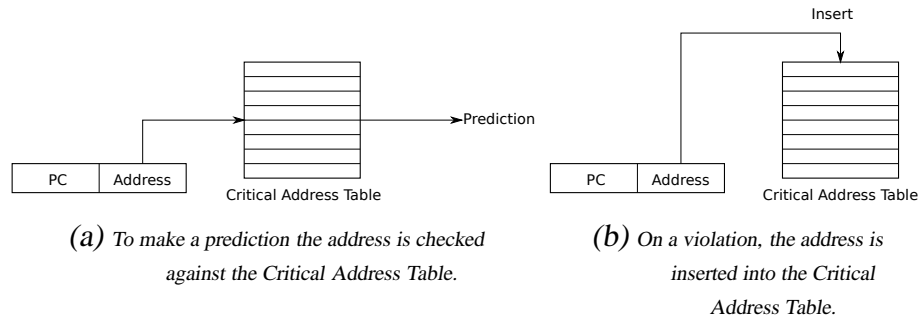 Insert
Prediction
PC Address
Critical Address Table
PC Address
Critical Address Table
(a) To make a prediction the address is checked
against the Critical Address Table.
(b) On a violation, the address is
inserted into the Critical
Address Table.